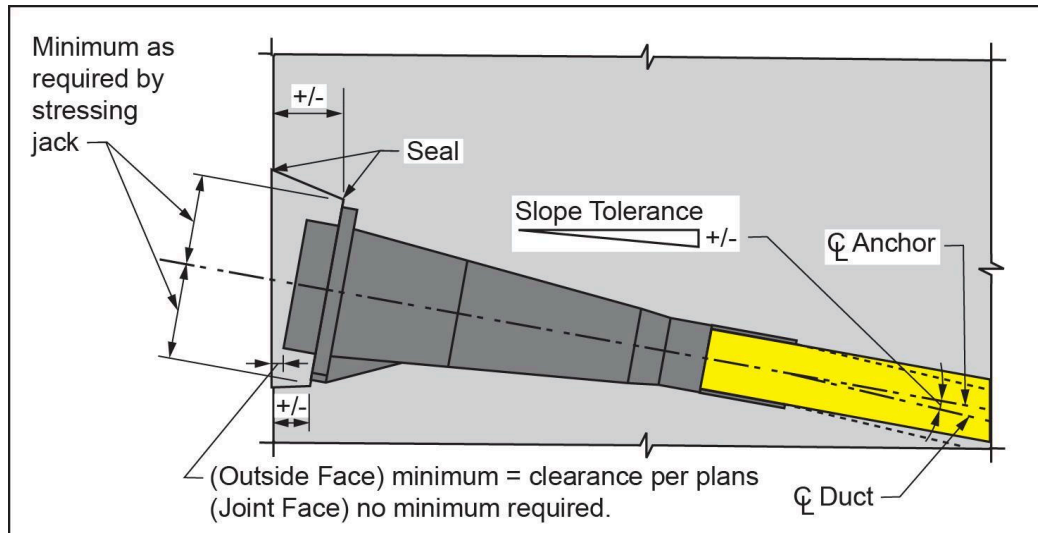 Minimum as
required by
stressing
jack
+/-
Seal
Slope Tolerance
+/-
℄ Anchor
+/-
(Outside Face) minimum = clearance per plans
(Joint Face) no minimum required.
℄ Duct